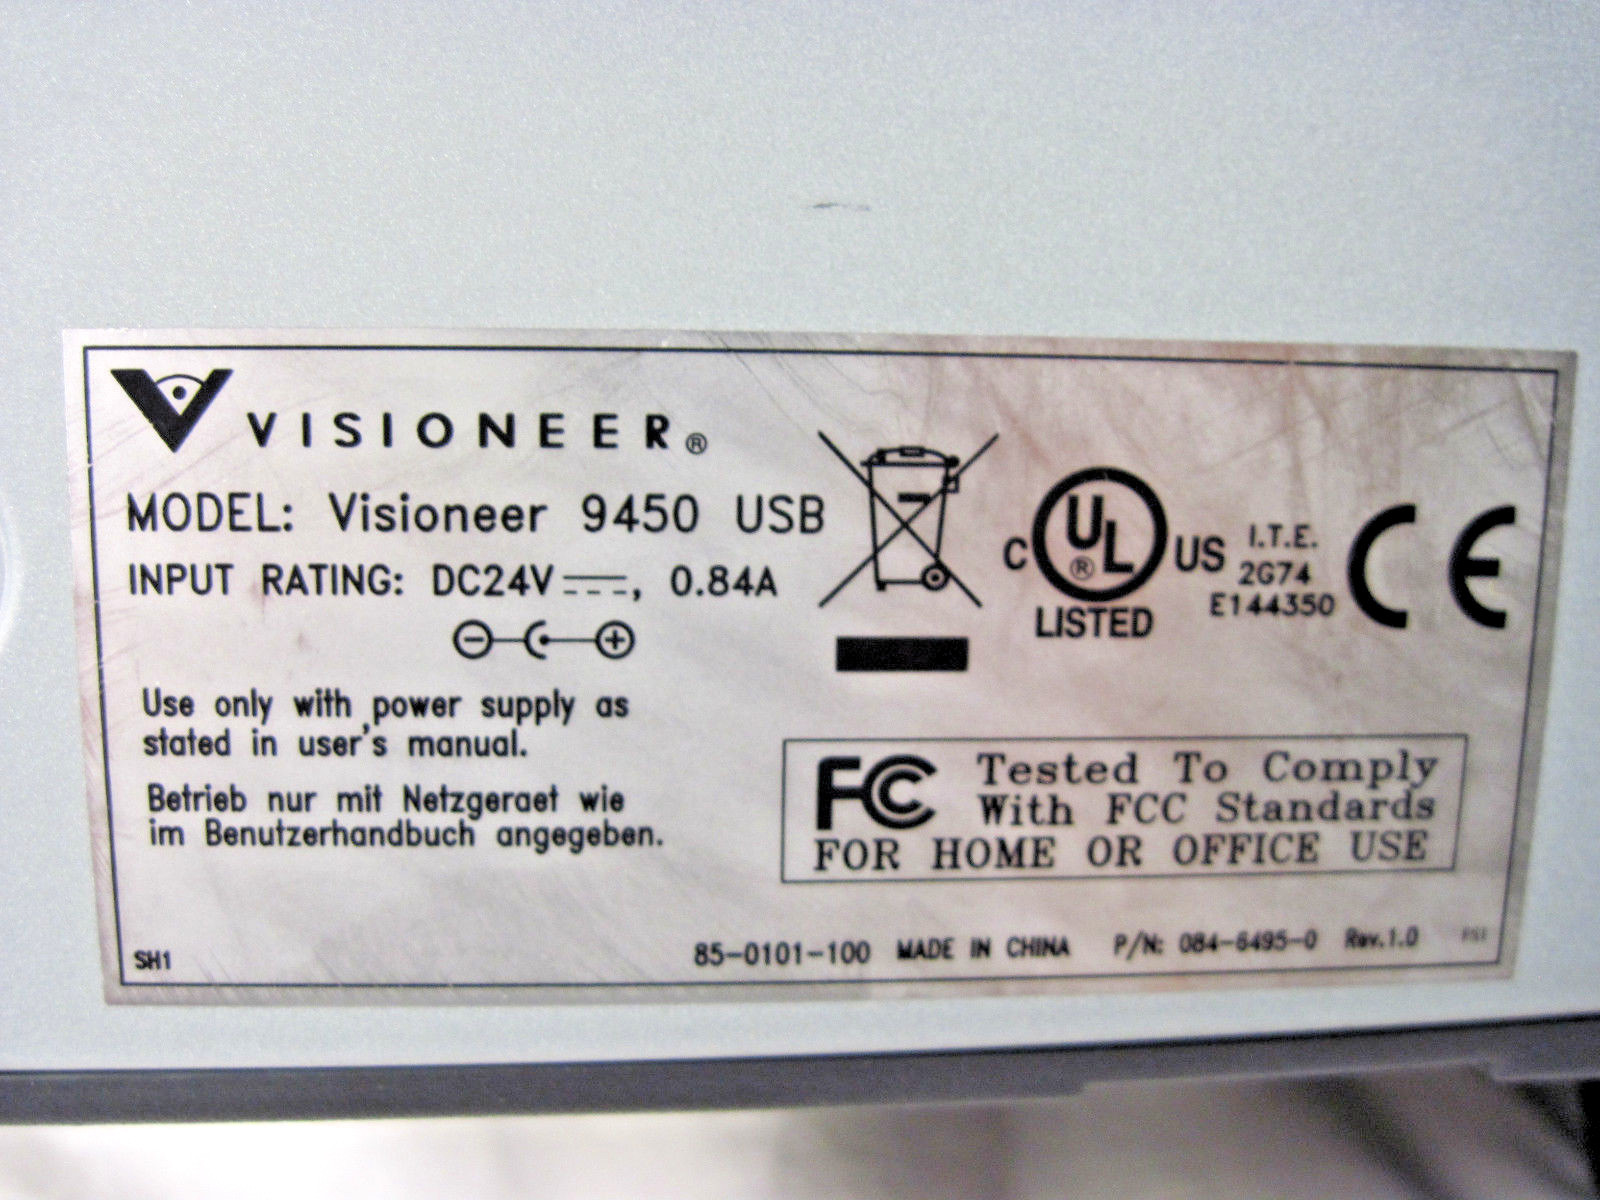 VISIONEER®
MODEL: Visioneer 9450 USB
INPUT RATING: DC24V⎓, 0.84A
Use only with power supply as
stated in user's manual.
Betrieb nur mit Netzgeraet wie
im Benutzerhandbuch angegeben.
C UL® US
LISTED
I.T.E.
2G74
E144350
CE
FCC Tested To Comply
With FCC Standards
FOR HOME OR OFFICE USE
SH1
85-0101-100 MADE IN CHINA P/N: 084-6495-0 Rev.1.0